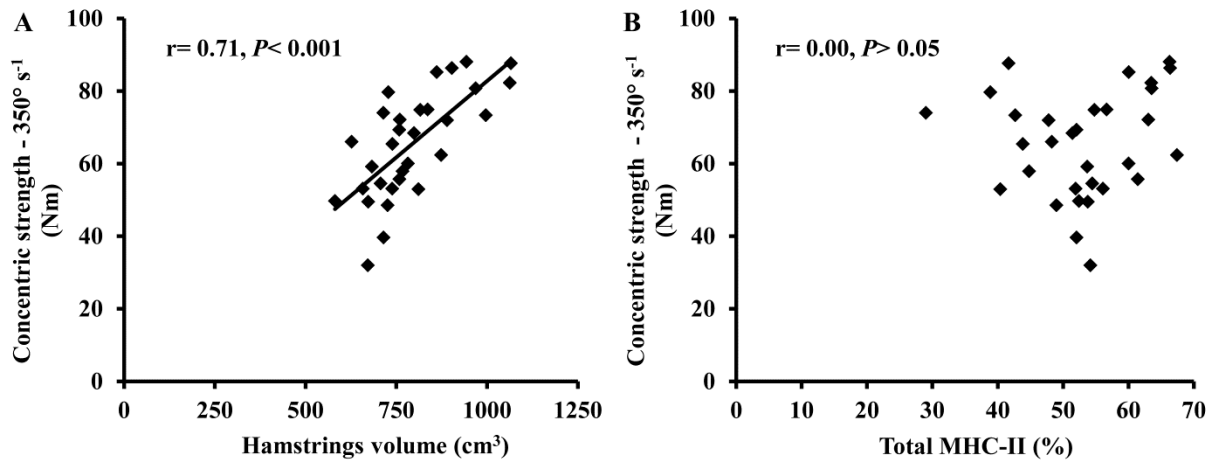 A
r= 0.71, P< 0.001
Concentric strength - 350° s-1
(Nm)
100
80
60
40
20
0
0 250 500 750 1000 1250
Hamstrings volume (cm3)
B
r= 0.00, P> 0.05
Concentric strength - 350° s-1
(Nm)
100
80
60
40
20
0
0 10 20 30 40 50 60 70
Total MHC-II (%)